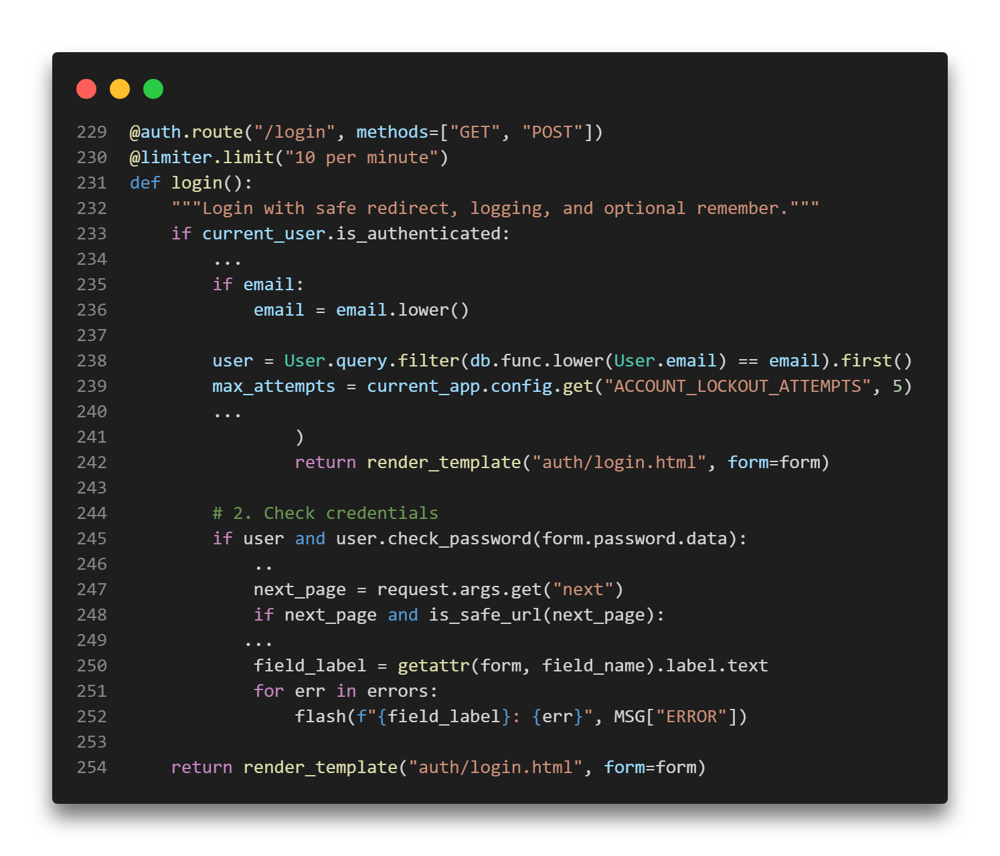 229 @auth.route("/login", methods=["GET", "POST"])
230 @limiter.limit("10 per minute")
231 def login():
232     """Login with safe redirect, logging, and optional remember."""
233     if current_user.is_authenticated:
234         ...
235         if email:
236             email = email.lower()
237
238         user = User.query.filter(db.func.lower(User.email) == email).first()
239         max_attempts = current_app.config.get("ACCOUNT_LOCKOUT_ATTEMPTS", 5)
240         ...
241                 )
242                 return render_template("auth/login.html", form=form)
243
244         # 2. Check credentials
245         if user and user.check_password(form.password.data):
246             ..
247             next_page = request.args.get("next")
248             if next_page and is_safe_url(next_page):
249            ...
250             field_label = getattr(form, field_name).label.text
251             for err in errors:
252                 flash(f"{field_label}: {err}", MSG["ERROR"])
253
254     return render_template("auth/login.html", form=form)